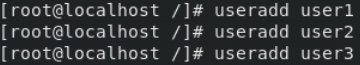 [root@localhost /]# useradd user1
[root@localhost /]# useradd user2
[root@localhost /]# useradd user3